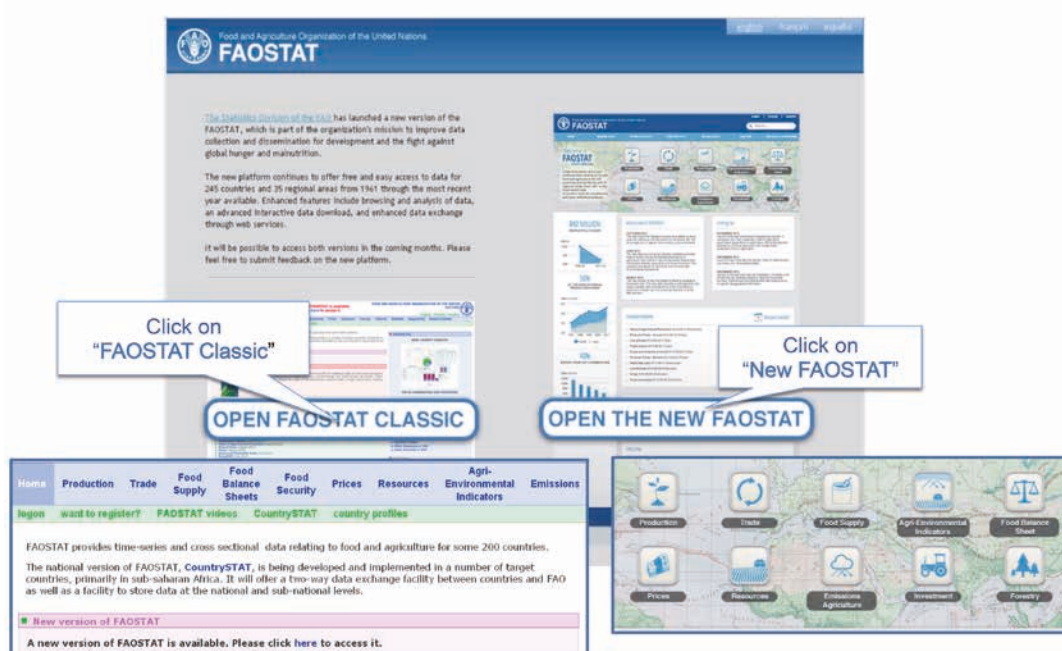 Food and Agriculture Organization of the United Nations
FAOSTAT
english français español
The Statistics Division of the FAO has launched a new version of the
FAOSTAT, which is part of the organization's mission to improve data
collection and dissemination for development and the fight against
global hunger and malnutrition.
The new platform continues to offer free and easy access to data for
245 countries and 35 regional areas from 1961 through the most recent
year available. Enhanced features include browsing and analysis of data,
an advanced interactive data download, and enhanced data exchange
through web services.
It will be possible to access both versions in the coming months. Please
feel free to submit feedback on the new platform.
FAOSTAT
FAOSTAT
Click on
"FAOSTAT Classic"
Click on
"New FAOSTAT"
OPEN FAOSTAT CLASSIC
OPEN THE NEW FAOSTAT
Home Production Trade Food Supply Food Balance Sheets Food Security Prices Resources Agri-Environmental Indicators Emissions
logon want to register? FAOSTAT videos CountrySTAT country profiles
FAOSTAT provides time-series and cross sectional data relating to food and agriculture for some 200 countries.
The national version of FAOSTAT, CountrySTAT, is being developed and implemented in a number of target
countries, primarily in sub-saharan Africa. It will offer a two-way data exchange facility between countries and FAO
as well as a facility to store data at the national and sub-national levels.
New version of FAOSTAT
A new version of FAOSTAT is available. Please click here to access it.
Production
Trade
Food Supply
Agri-Environmental
Indicators
Food Balance
Sheet
Prices
Resources
Emissions
Agriculture
Investment
Forestry